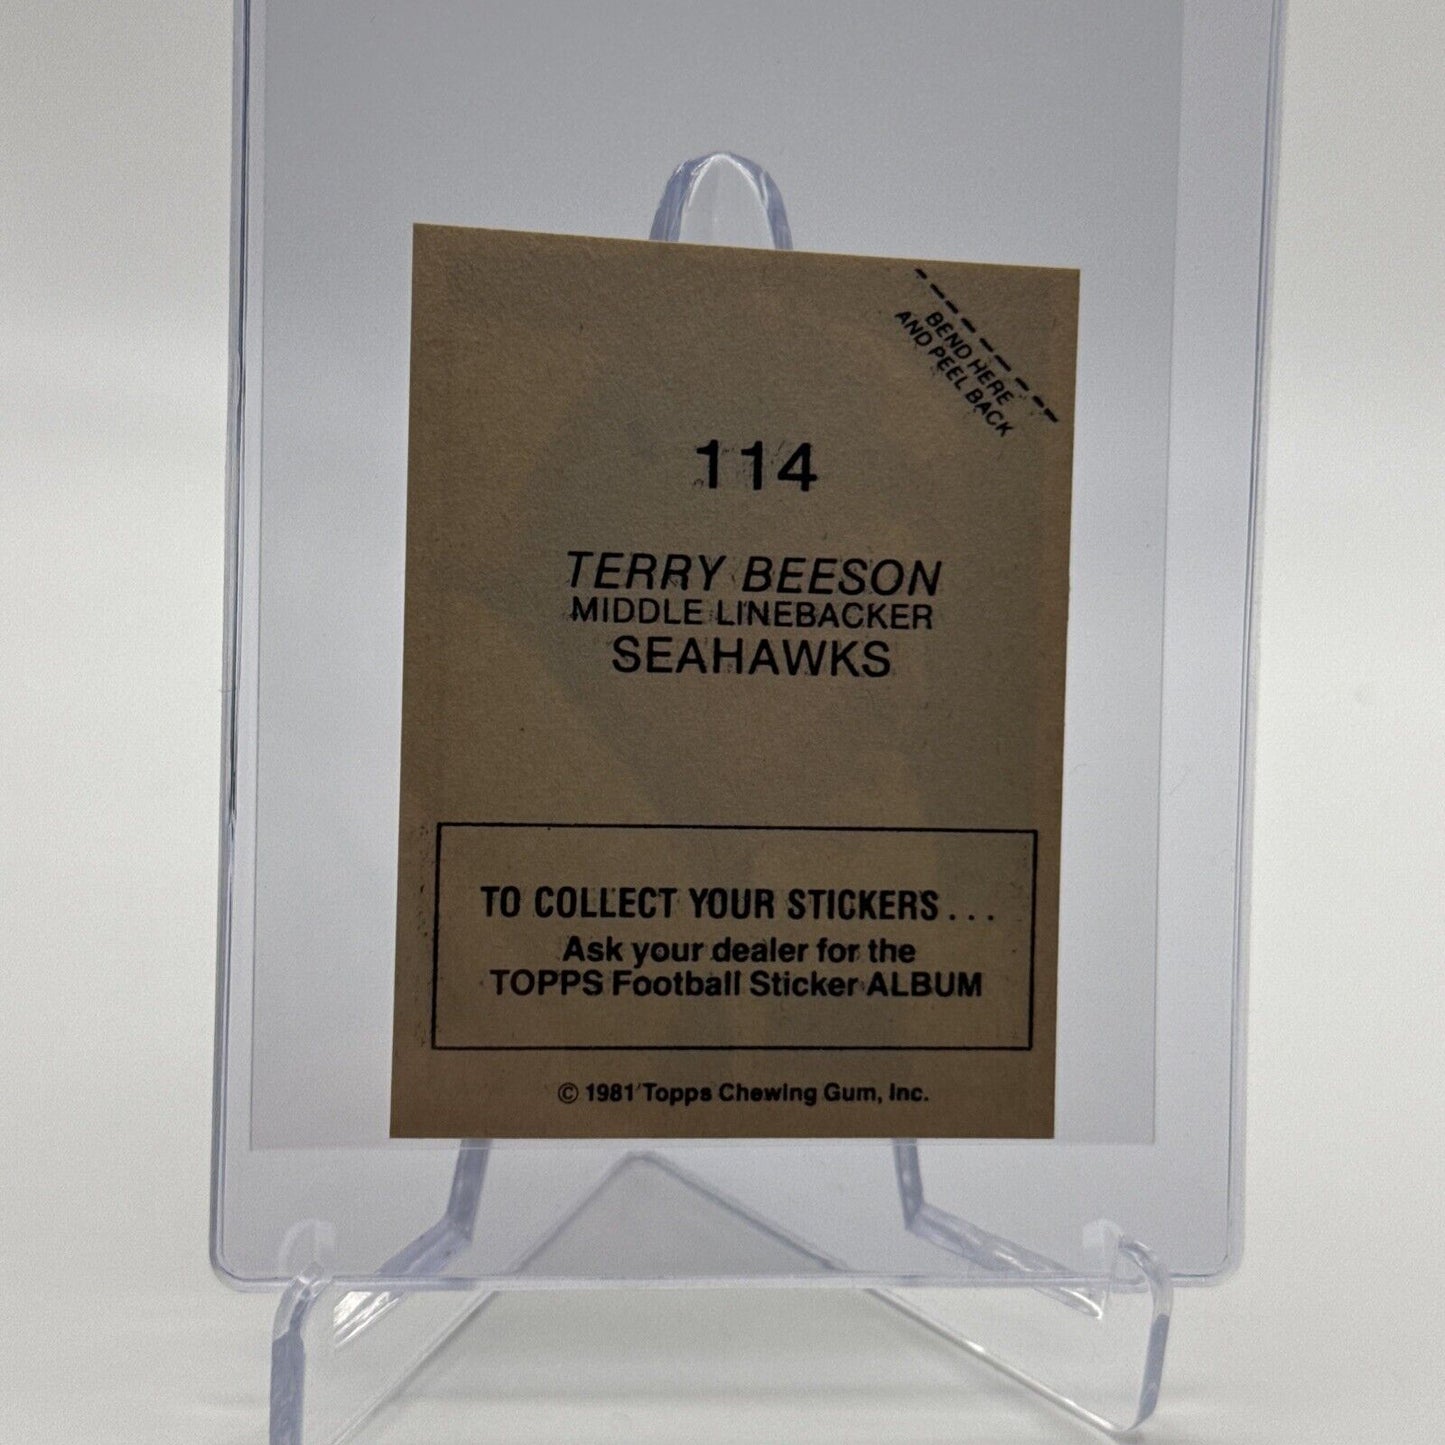 BEND HERE
AND PEEL BACK
114
TERRY BEESON
MIDDLE LINEBACKER
SEAHAWKS
TO COLLECT YOUR STICKERS...
Ask your dealer for the
TOPPS Football Sticker ALBUM
© 1981 Topps Chewing Gum, Inc.